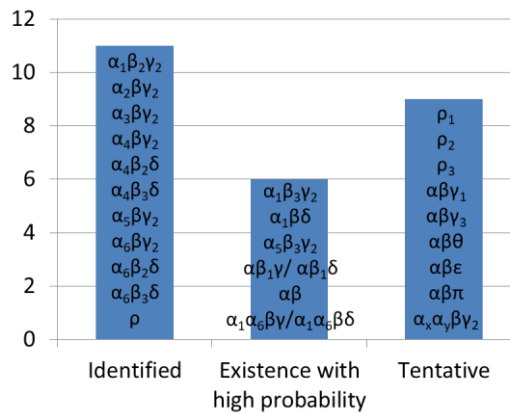 12
10
8
6
4
2
0
α₁β₂γ₂
α₂βγ₂
α₃βγ₂
α₄βγ₂
α₄β₂δ
α₄β₃δ
α₅βγ₂
α₆βγ₂
α₆β₂δ
α₆β₃δ
ρ
α₁β₃γ₂
α₁βδ
α₅β₃γ₂
αβ₁γ/ αβ₁δ
αβ
α₁α₆βγ/α₁α₆βδ
ρ₁
ρ₂
ρ₃
αβγ₁
αβγ₃
αβθ
αβε
αβπ
αₓαᵧβγ₂
Identified
Existence with
high probability
Tentative